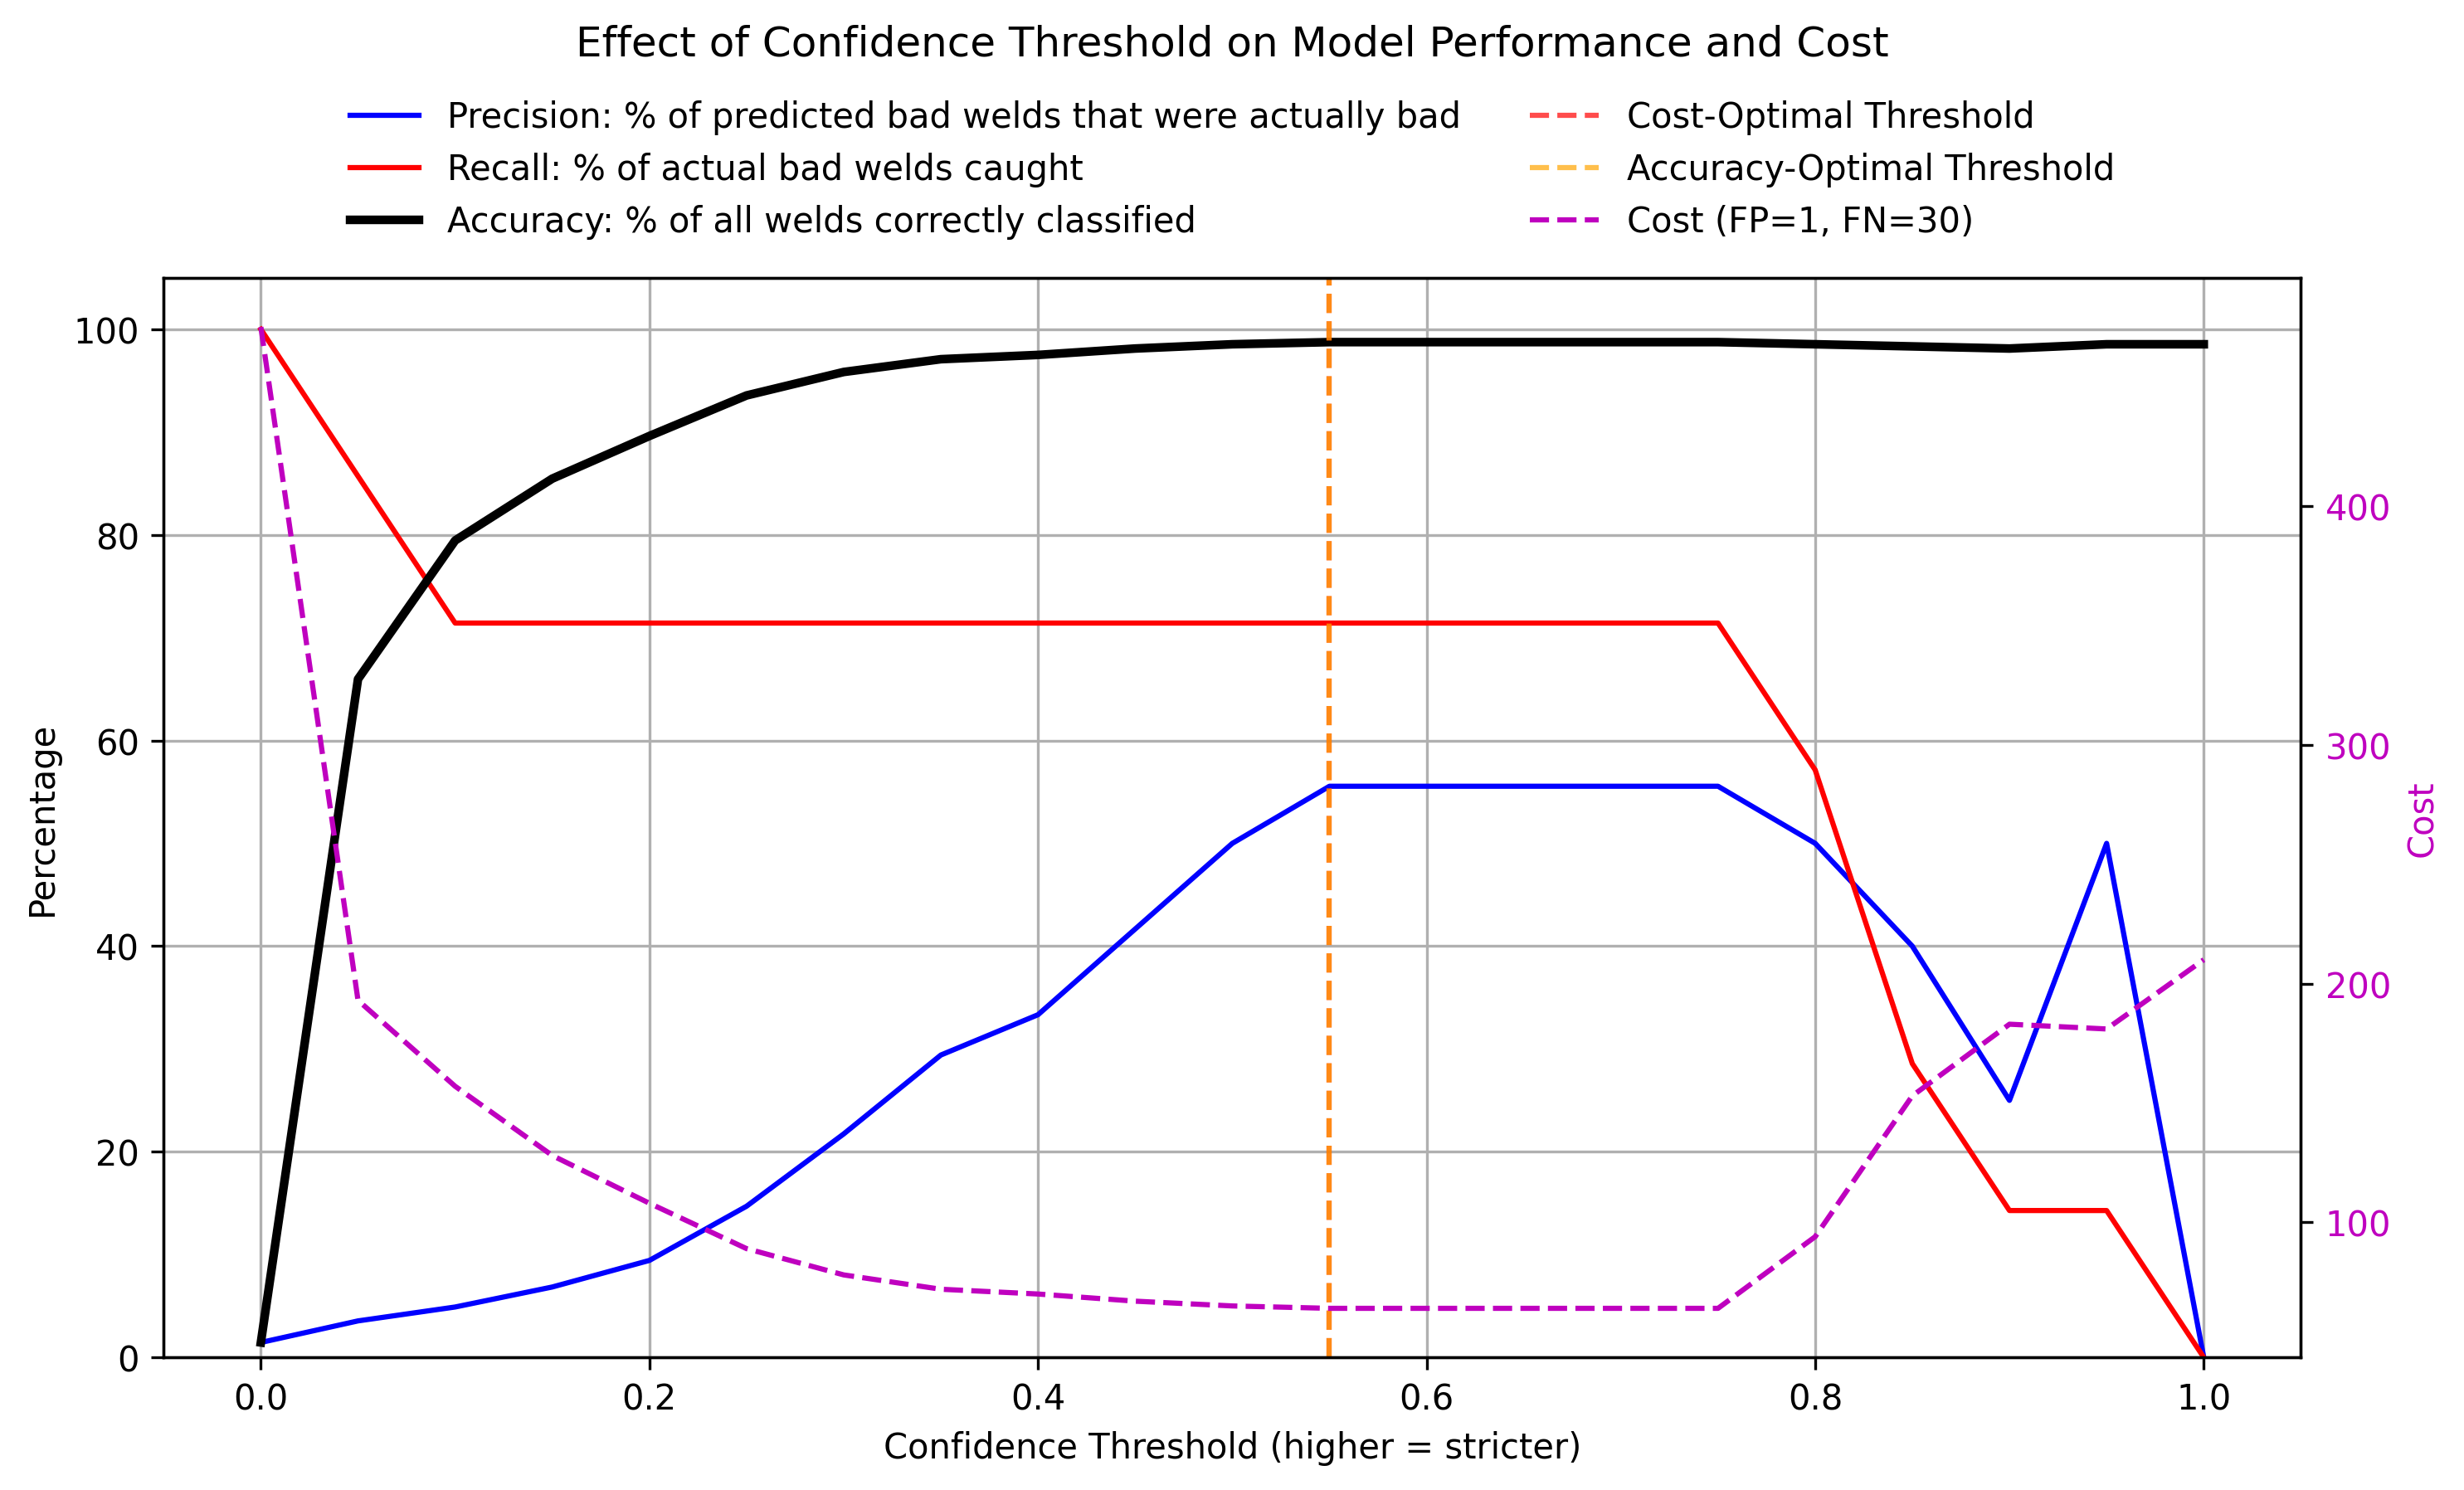 Effect of Confidence Threshold on Model Performance and Cost
Precision: % of predicted bad welds that were actually bad
Recall: % of actual bad welds caught
Accuracy: % of all welds correctly classified
Cost-Optimal Threshold
Accuracy-Optimal Threshold
Cost (FP=1, FN=30)
100
80
60
40
20
0
Percentage
400
300
200
100
Cost
0.0 0.2 0.4 0.6 0.8 1.0
Confidence Threshold (higher = stricter)